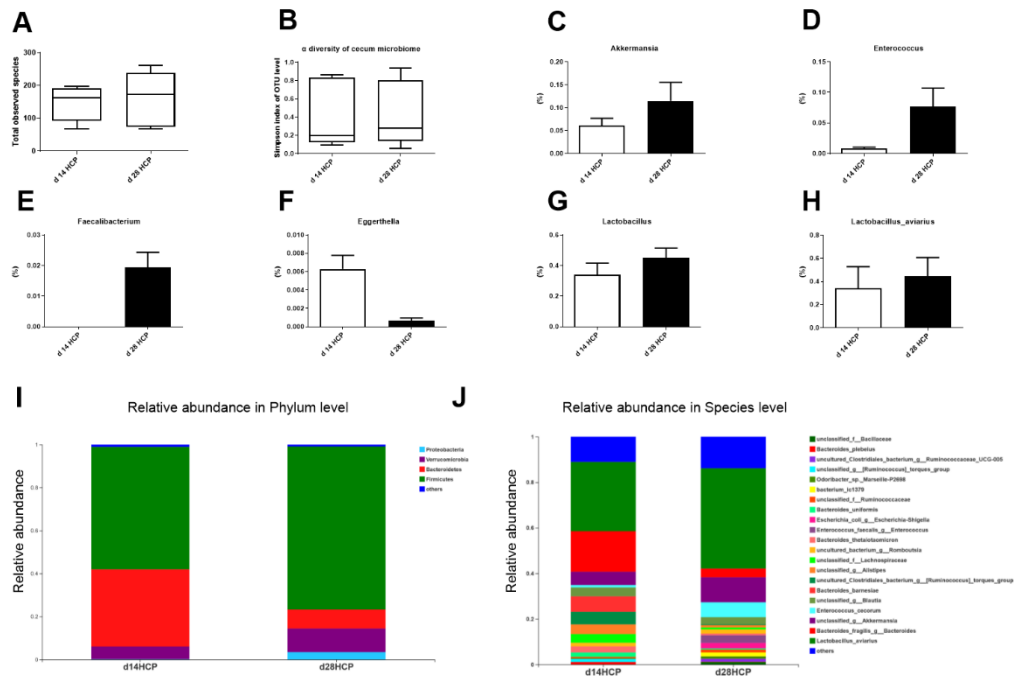 A
300
200
100
0
Total observed species
d 14 HCP
d 28 HCP
B
α diversity of cecum microbiome
1.0
0.8
0.6
0.4
0.2
0.0
Simpson index of OTU level
d 14 HCP
d 28 HCP
C
Akkermansia
0.20
0.15
0.10
0.05
0.00
(%)
d 14 HCP
d 28 HCP
D
Enterococcus
0.15
0.10
0.05
0.00
(%)
d 14 HCP
d 28 HCP
E
Faecalibacterium
0.03
0.02
0.01
0.00
(%)
d 14 HCP
d 28 HCP
F
Eggerthella
0.010
0.008
0.006
0.004
0.002
0.000
(%)
d 14 HCP
d 28 HCP
G
Lactobacillus
0.6
0.4
0.2
0.0
(%)
d 14 HCP
d 28 HCP
H
Lactobacillus_aviarius
0.8
0.6
0.4
0.2
0.0
(%)
d 14 HCP
d 28 HCP
I
Relative abundance in Phylum level
Relative abundance
1
0.8
0.6
0.4
0.2
0
d14HCP
d28HCP
Proteobacteria
Verrucomicrobia
Bacteroidetes
Firmicutes
others
J
Relative abundance in Species level
Relative abundance
1
0.8
0.6
0.4
0.2
0
d14HCP
d28HCP
unclassified_f__Bacillaceae
Bacteroides_plebeius
uncultured_Clostridiales_bacterium_g__Ruminococcaceae_UCG-005
unclassified_g__[Ruminococcus]_torques_group
Odoribacter_sp._Marseille-P2698
bacterium_ic1379
unclassified_f__Ruminococcaceae
Bacteroides_uniformis
Escherichia_coli_g__Escherichia-Shigella
Enterococcus_faecalis_g__Enterococcus
Bacteroides_thetaiotaomicron
uncultured_bacterium_g__Romboutsia
unclassified_f__Lachnospiraceae
unclassified_g__Alistipes
uncultured_Clostridiales_bacterium_g__[Ruminococcus]_torques_group
Bacteroides_barnesiae
unclassified_g__Blautia
Enterococcus_cecorum
unclassified_g__Akkermansia
Bacteroides_fragilis_g__Bacteroides
Lactobacillus_aviarius
others